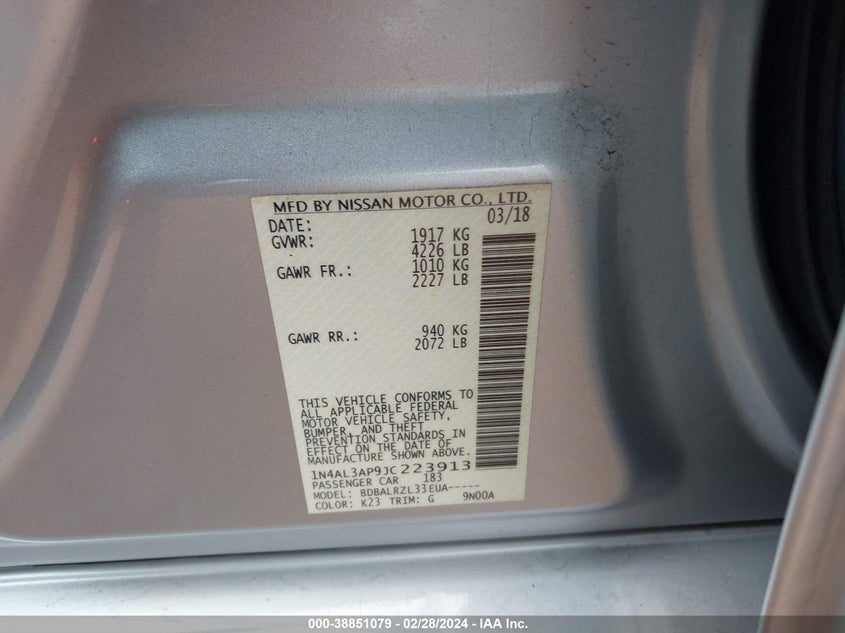 MFD BY NISSAN MOTOR CO., LTD.
DATE: 03/18
GVWR: 1917 KG
4226 LB
GAWR FR.: 1010 KG
2227 LB
GAWR RR.: 940 KG
2072 LB
THIS VEHICLE CONFORMS TO
ALL APPLICABLE FEDERAL
MOTOR VEHICLE SAFETY,
BUMPER, AND THEFT
PREVENTION STANDARDS IN
EFFECT ON THE DATE OF
MANUFACTURE SHOWN ABOVE.
1N4AL3AP9JC223913
PASSENGER CAR 183
MODEL: BDBALRZL33EUA-----
COLOR: K23 TRIM: G 9N00A
000-38851079 — 02/28/2024 — IAA Inc.